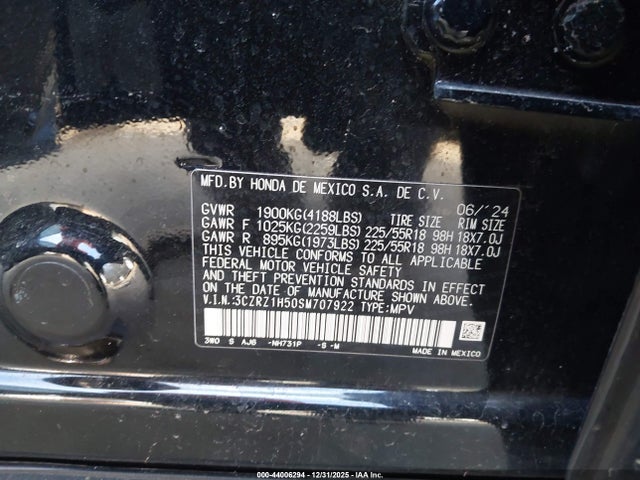 MFD. BY HONDA DE MEXICO S.A. DE C.V.
06/'24
GVWR 1900KG(4188LBS) TIRE SIZE RIM SIZE
GAWR F 1025KG(2259LBS) 225/55R18 98H 18X7.0J
GAWR R 895KG(1973LBS) 225/55R18 98H 18X7.0J
THIS VEHICLE CONFORMS TO ALL APPLICABLE
FEDERAL MOTOR VEHICLE SAFETY
AND THEFT PREVENTION STANDARDS IN EFFECT
ON THE DATE OF MANUFACTURE SHOWN ABOVE.
V.I.N.:3CZRZ1H50SM707922 TYPE:MPV
3W0 S AJ6 -NH731P -S-M MADE IN MEXICO
000-44006294 - 12/31/2025 - IAA Inc.